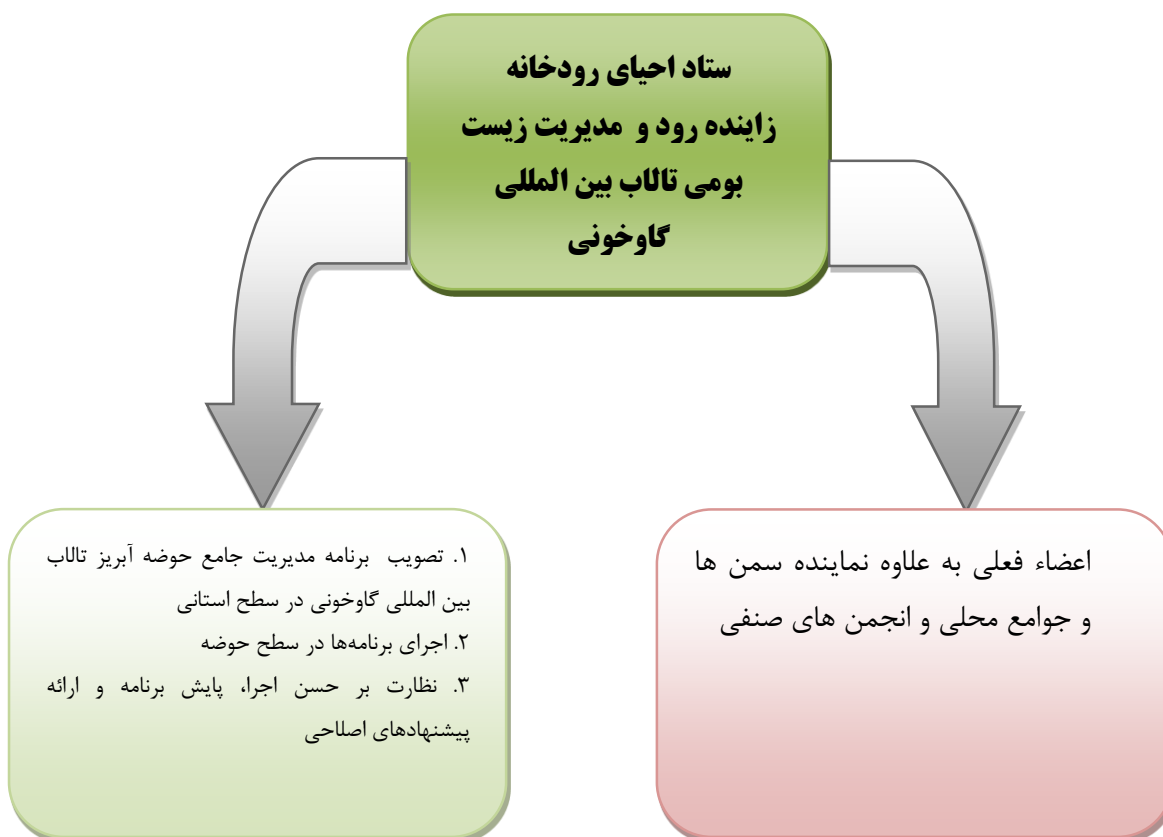 ستاد احیای رودخانه
زاینده رود و مدیریت زیست
بومی تالاب بین المللی
گاوخونی
اعضاء فعلی به علاوه نماینده سمن ها
و جوامع محلی و انجمن های صنفی
۱. تصویب برنامه مدیریت جامع حوضه آبریز تالاب
بین المللی گاوخونی در سطح استانی
۲. اجرای برنامه‌ها در سطح حوضه
۳. نظارت بر حسن اجرا، پایش برنامه و ارائه
پیشنهادهای اصلاحی